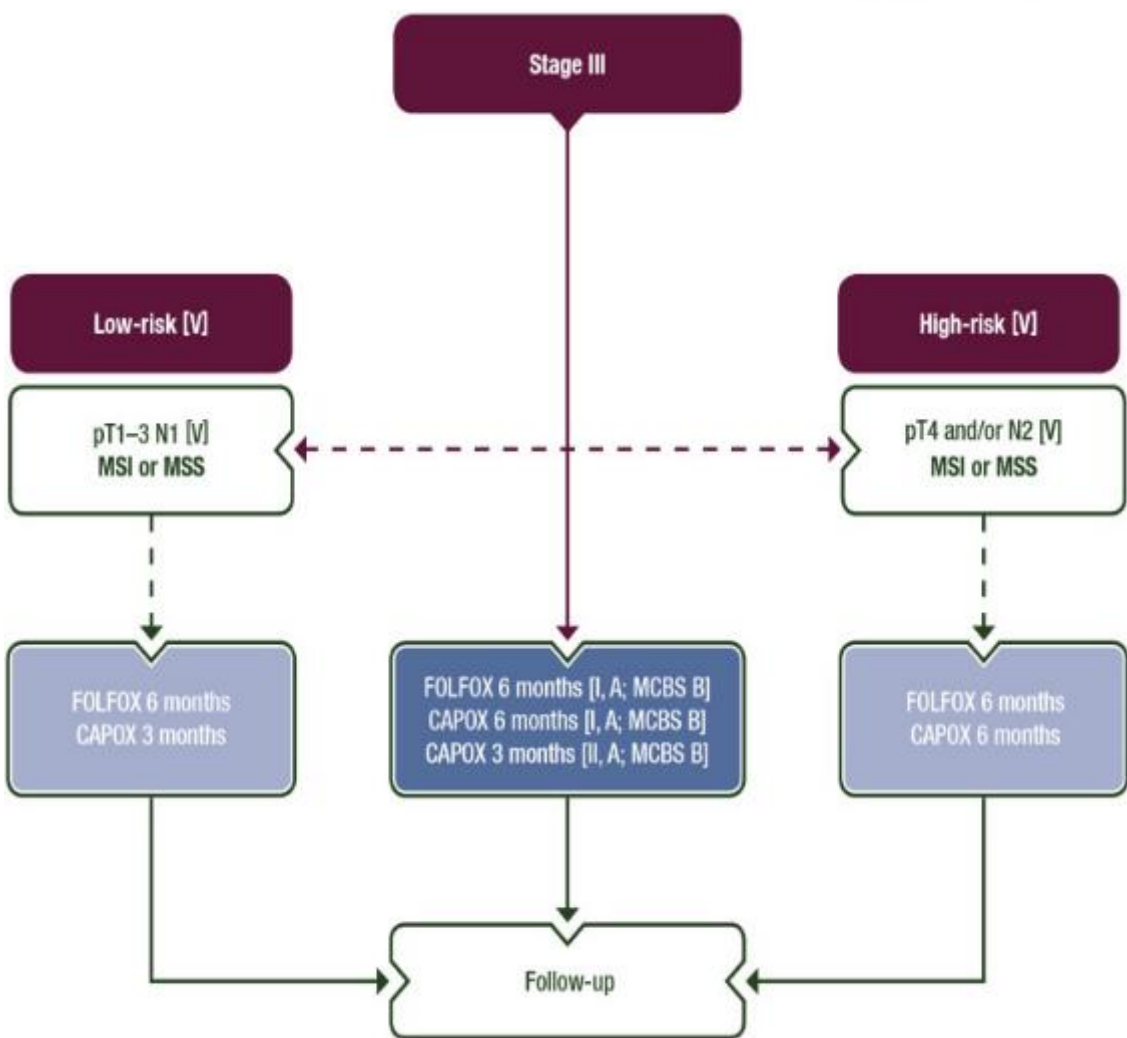 Stage III
Low-risk [V]
High-risk [V]
pT1–3 N1 [V]
MSI or MSS
pT4 and/or N2 [V]
MSI or MSS
FOLFOX 6 months
CAPOX 3 months
FOLFOX 6 months [I, A; MCBS B]
CAPOX 6 months [I, A; MCBS B]
CAPOX 3 months [II, A; MCBS B]
FOLFOX 6 months
CAPOX 6 months
Follow-up